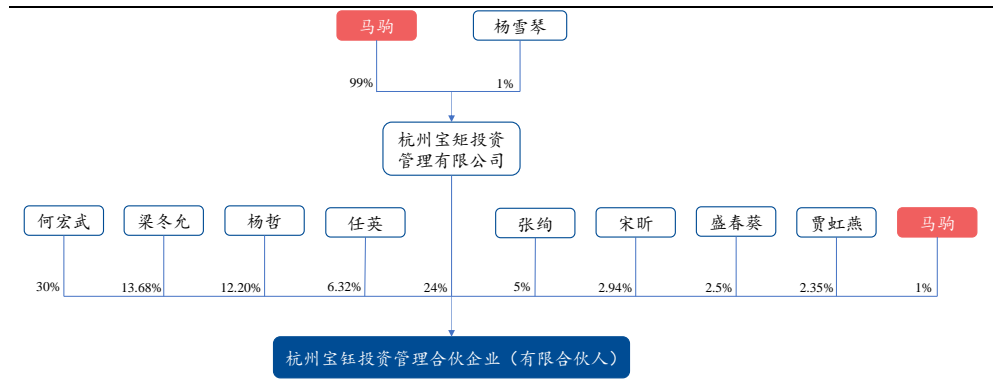 马驹
杨雪琴
99%
1%
杭州宝矩投资
管理有限公司
何宏武
梁冬允
杨哲
任英
张绚
宋昕
盛春葵
贾虹燕
马驹
30%
13.68%
12.20%
6.32%
24%
5%
2.94%
2.5%
2.35%
1%
杭州宝钰投资管理合伙企业（有限合伙人）